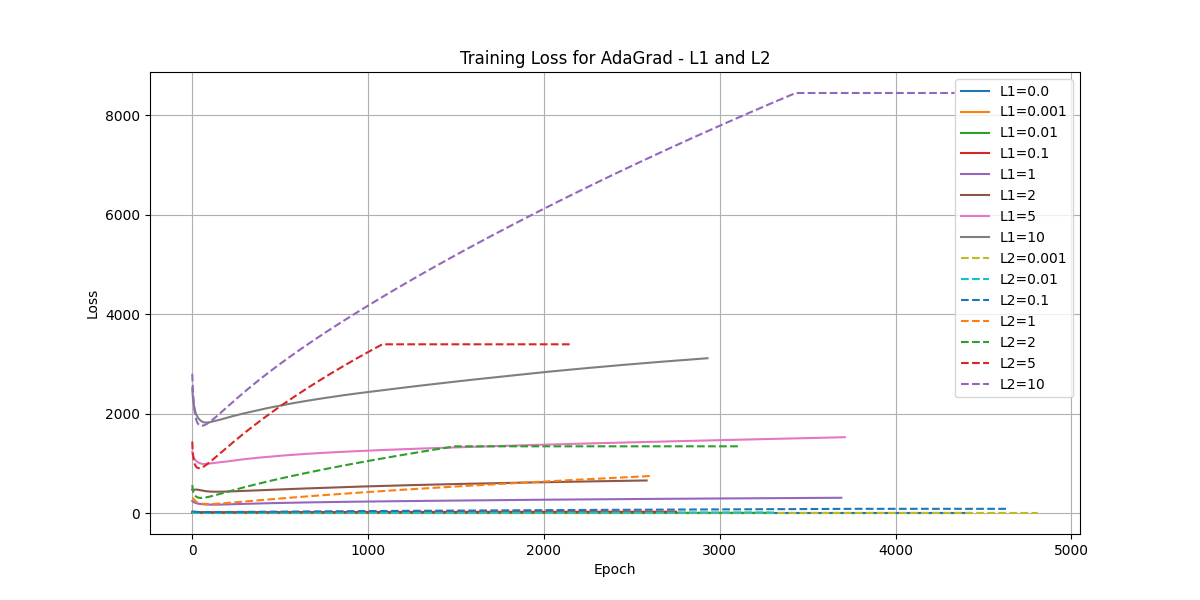 Training Loss for AdaGrad - L1 and L2
Loss
8000
6000
4000
2000
0
0
1000
2000
3000
4000
5000
Epoch
L1=0.0
L1=0.001
L1=0.01
L1=0.1
L1=1
L1=2
L1=5
L1=10
L2=0.001
L2=0.01
L2=0.1
L2=1
L2=2
L2=5
L2=10